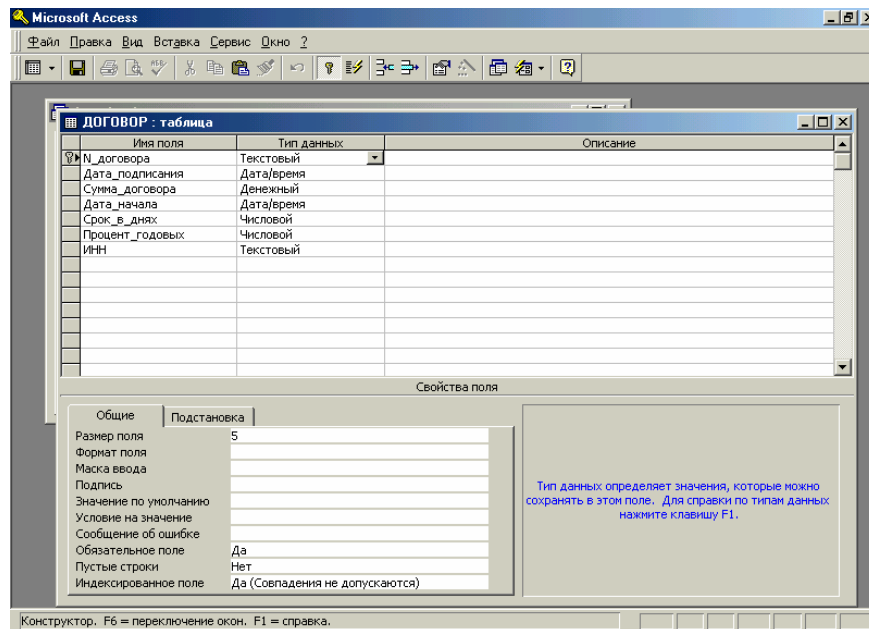 Microsoft Access
Файл Правка Вид Вставка Сервис Окно ?
ДОГОВОР : таблица
Имя поля Тип данных Описание
N_договора Текстовый
Дата_подписания Дата/время
Сумма_договора Денежный
Дата_начала Дата/время
Срок_в_днях Числовой
Процент_годовых Числовой
ИНН Текстовый
Свойства поля
Общие Подстановка
Размер поля 5
Формат поля
Маска ввода
Подпись
Значение по умолчанию
Условие на значение
Сообщение об ошибке
Обязательное поле Да
Пустые строки Нет
Индексированное поле Да (Совпадения не допускаются)
Тип данных определяет значения, которые можно
сохранять в этом поле. Для справки по типам данных
нажмите клавишу F1.
Конструктор. F6 = переключение окон. F1 = справка.